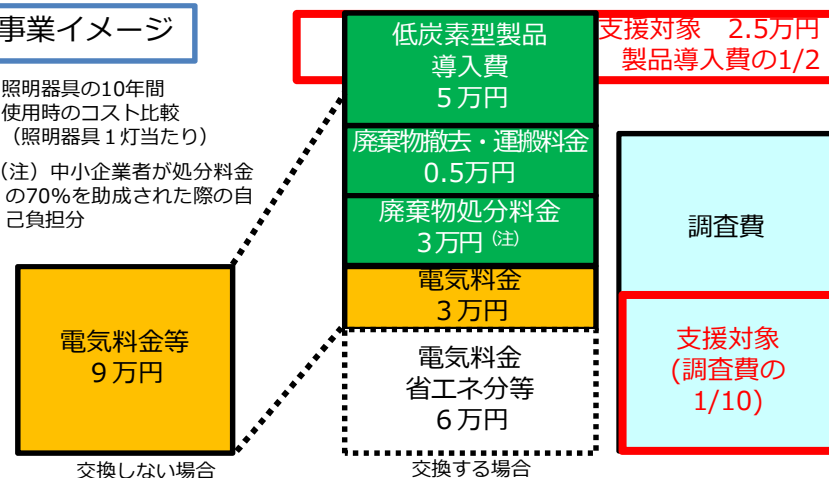 事業イメージ
照明器具の10年間
使用時のコスト比較
（照明器具１灯当たり）
（注）中小企業者が処分料金
の70%を助成された際の自
己負担分
電気料金等
９万円
交換しない場合
低炭素型製品
導入費
５万円
廃棄物撤去・運搬料金
0.5万円
廃棄物処分料金
３万円（注）
電気料金
３万円
電気料金
省エネ分等
６万円
交換する場合
支援対象　2.5万円
製品導入費の1/2
調査費
支援対象
(調査費の
1/10)